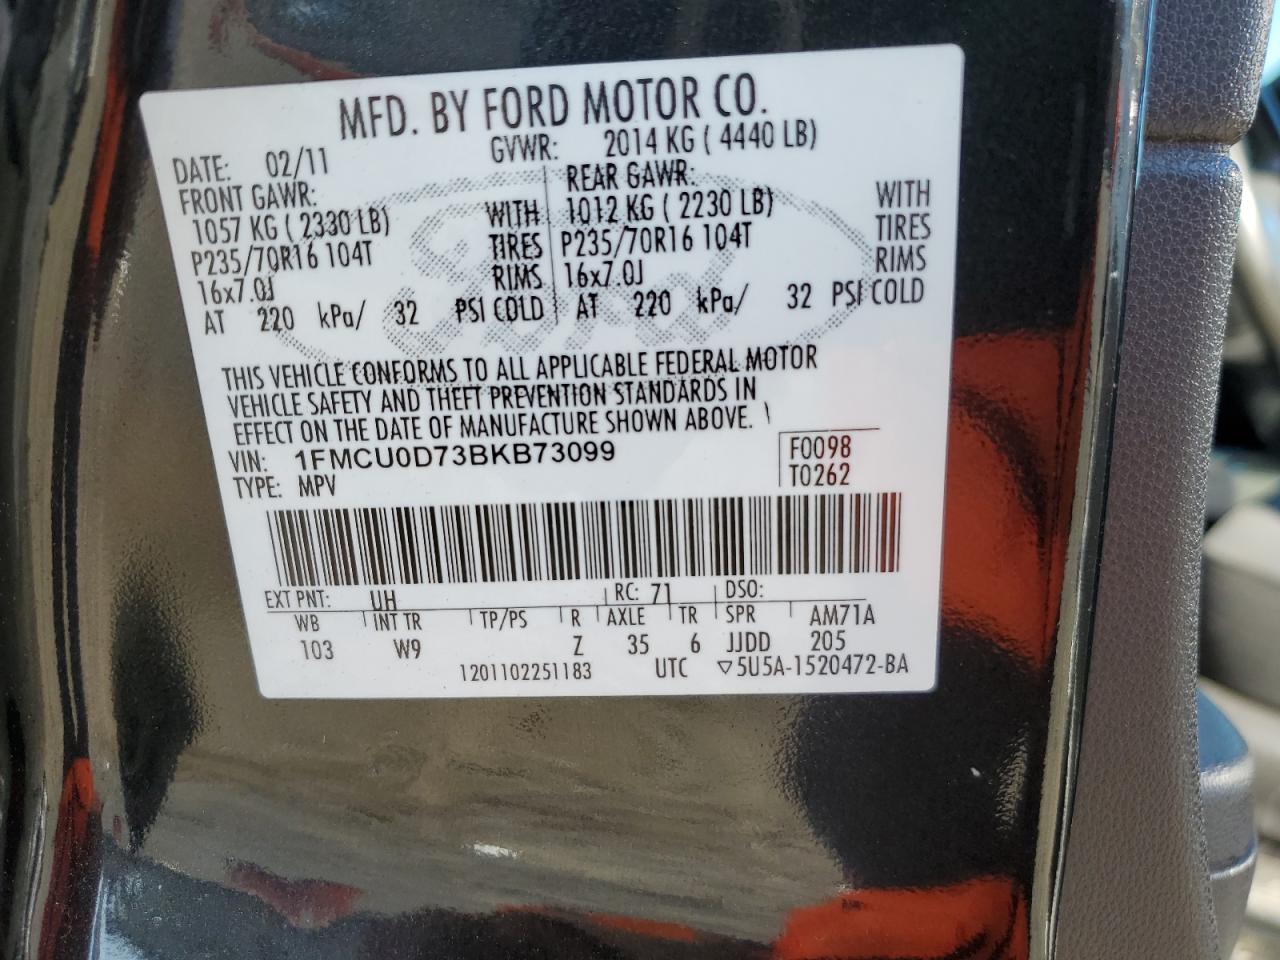 MFD. BY FORD MOTOR CO.
DATE: 02/11 GVWR: 2014 KG ( 4440 LB)
FRONT GAWR: REAR GAWR:
1057 KG ( 2330 LB) WITH 1012 KG ( 2230 LB) WITH
P235/70R16 104T TIRES P235/70R16 104T TIRES
16x7.0J RIMS 16x7.0J RIMS
AT 220 kPa/ 32 PSI COLD AT 220 kPa/ 32 PSI COLD
Ford
THIS VEHICLE CONFORMS TO ALL APPLICABLE FEDERAL MOTOR
VEHICLE SAFETY AND THEFT PREVENTION STANDARDS IN
EFFECT ON THE DATE OF MANUFACTURE SHOWN ABOVE.
VIN: 1FMCU0D73BKB73099 F0098
TYPE: MPV T0262
EXT PNT: UH RC: 71 DSO:
WB INT TR TP/PS R AXLE TR SPR AM71A
103 W9 Z 35 6 JJDD 205
1201102251183 UTC ▽5U5A-1520472-BA